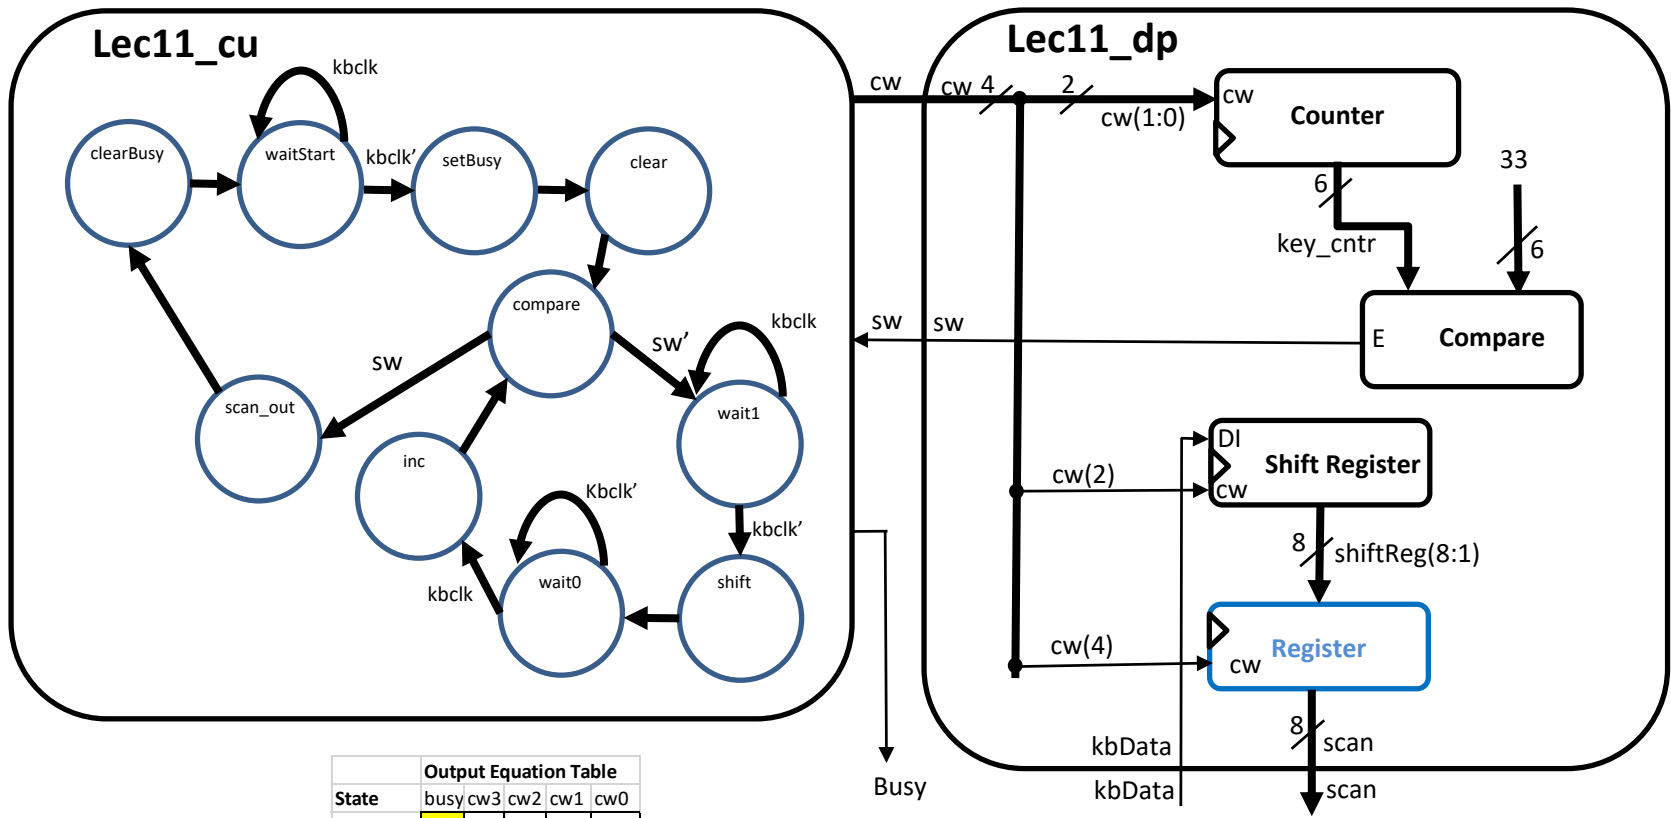 Lec11_cu
kbclk
clearBusy
waitStart
kbclk’
setBusy
clear
compare
sw
sw’
kbclk
scan_out
wait1
inc
Kbclk’
kbclk’
kbclk
wait0
shift
cw
sw
Busy
Lec11_dp
cw 4
2
cw(1:0)
cw
Counter
33
6
key_cntr
6
sw
E
Compare
DI
Shift Register
cw(2)
cw
8
shiftReg(8:1)
Register
cw(4)
cw
8
scan
kbData
kbData
scan
Output Equation Table
State busy cw3 cw2 cw1 cw0